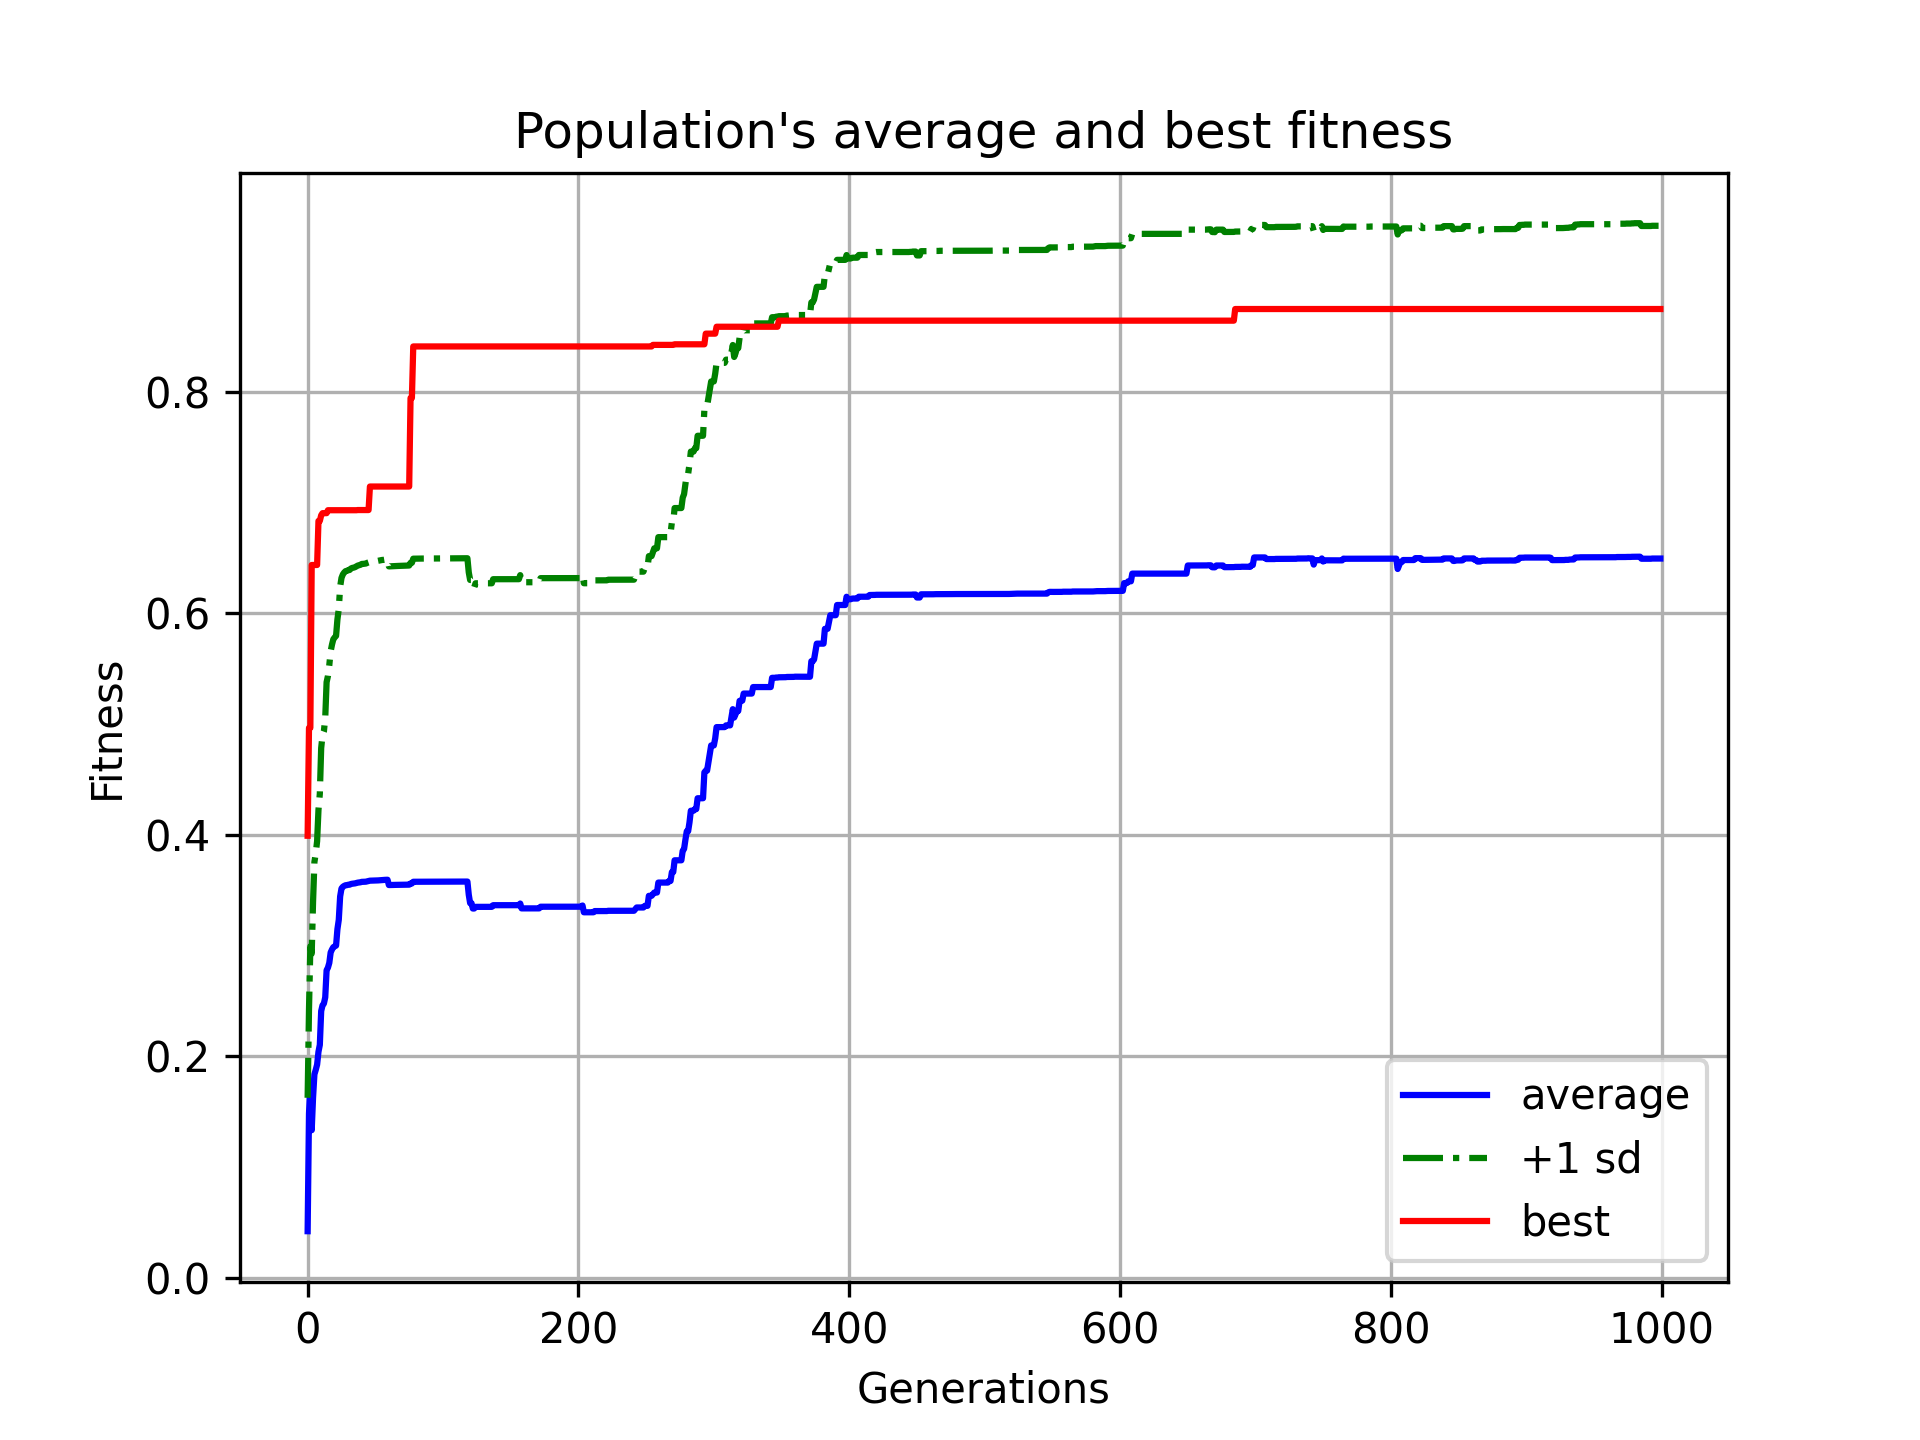 Population's average and best fitness
Fitness
0.8
0.6
0.4
0.2
0.0
0 200 400 600 800 1000
Generations
average
+1 sd
best